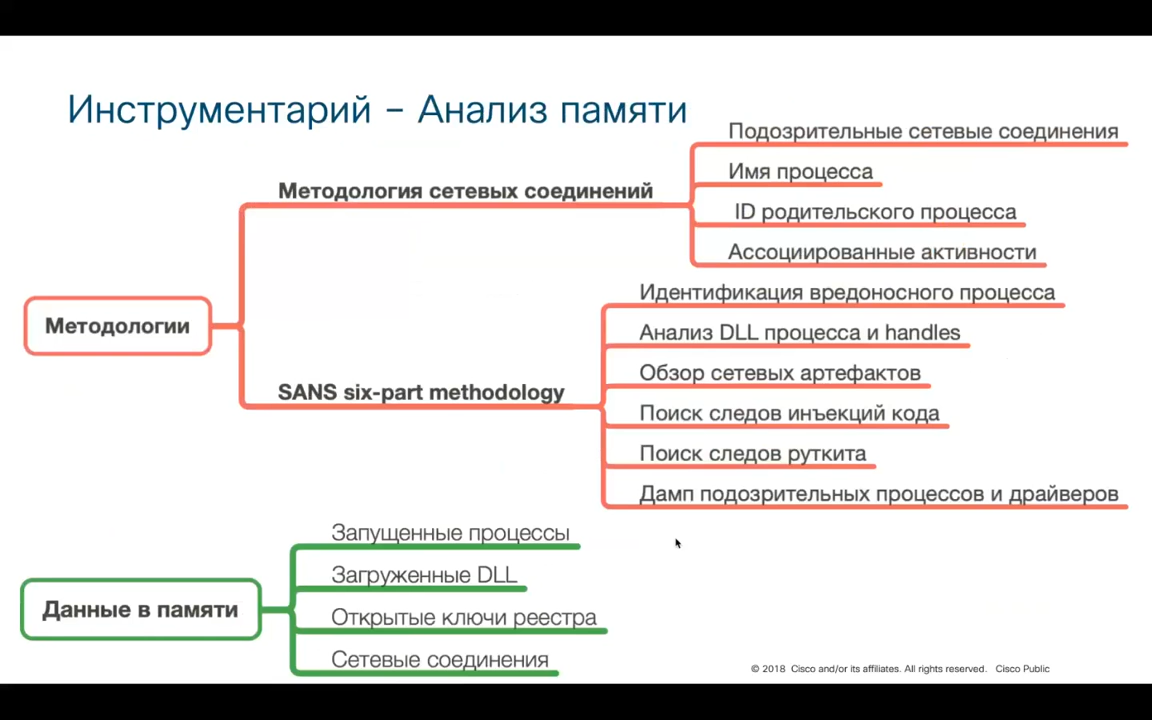 Инструментарий – Анализ памяти
Методологии
Методология сетевых соединений
Подозрительные сетевые соединения
Имя процесса
ID родительского процесса
Ассоциированные активности
SANS six-part methodology
Идентификация вредоносного процесса
Анализ DLL процесса и handles
Обзор сетевых артефактов
Поиск следов инъекций кода
Поиск следов руткита
Дамп подозрительных процессов и драйверов
Данные в памяти
Запущенные процессы
Загруженные DLL
Открытые ключи реестра
Сетевые соединения
© 2018 Cisco and/or its affiliates. All rights reserved. Cisco Public